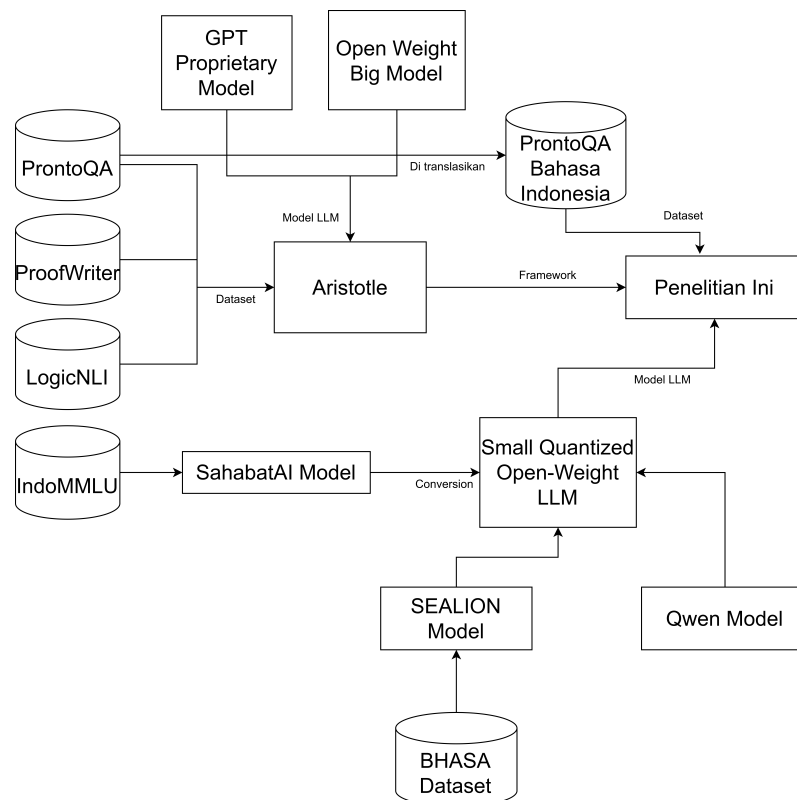 GPT
Proprietary
Model
Open Weight
Big Model
ProntoQA
Di translasikan
ProntoQA
Bahasa
Indonesia
Model LLM
Dataset
ProofWriter
Dataset
Aristotle
Framework
Penelitian Ini
LogicNLI
Model LLM
IndoMMLU
SahabatAI Model
Conversion
Small Quantized
Open-Weight
LLM
SEALION
Model
Qwen Model
BHASA
Dataset